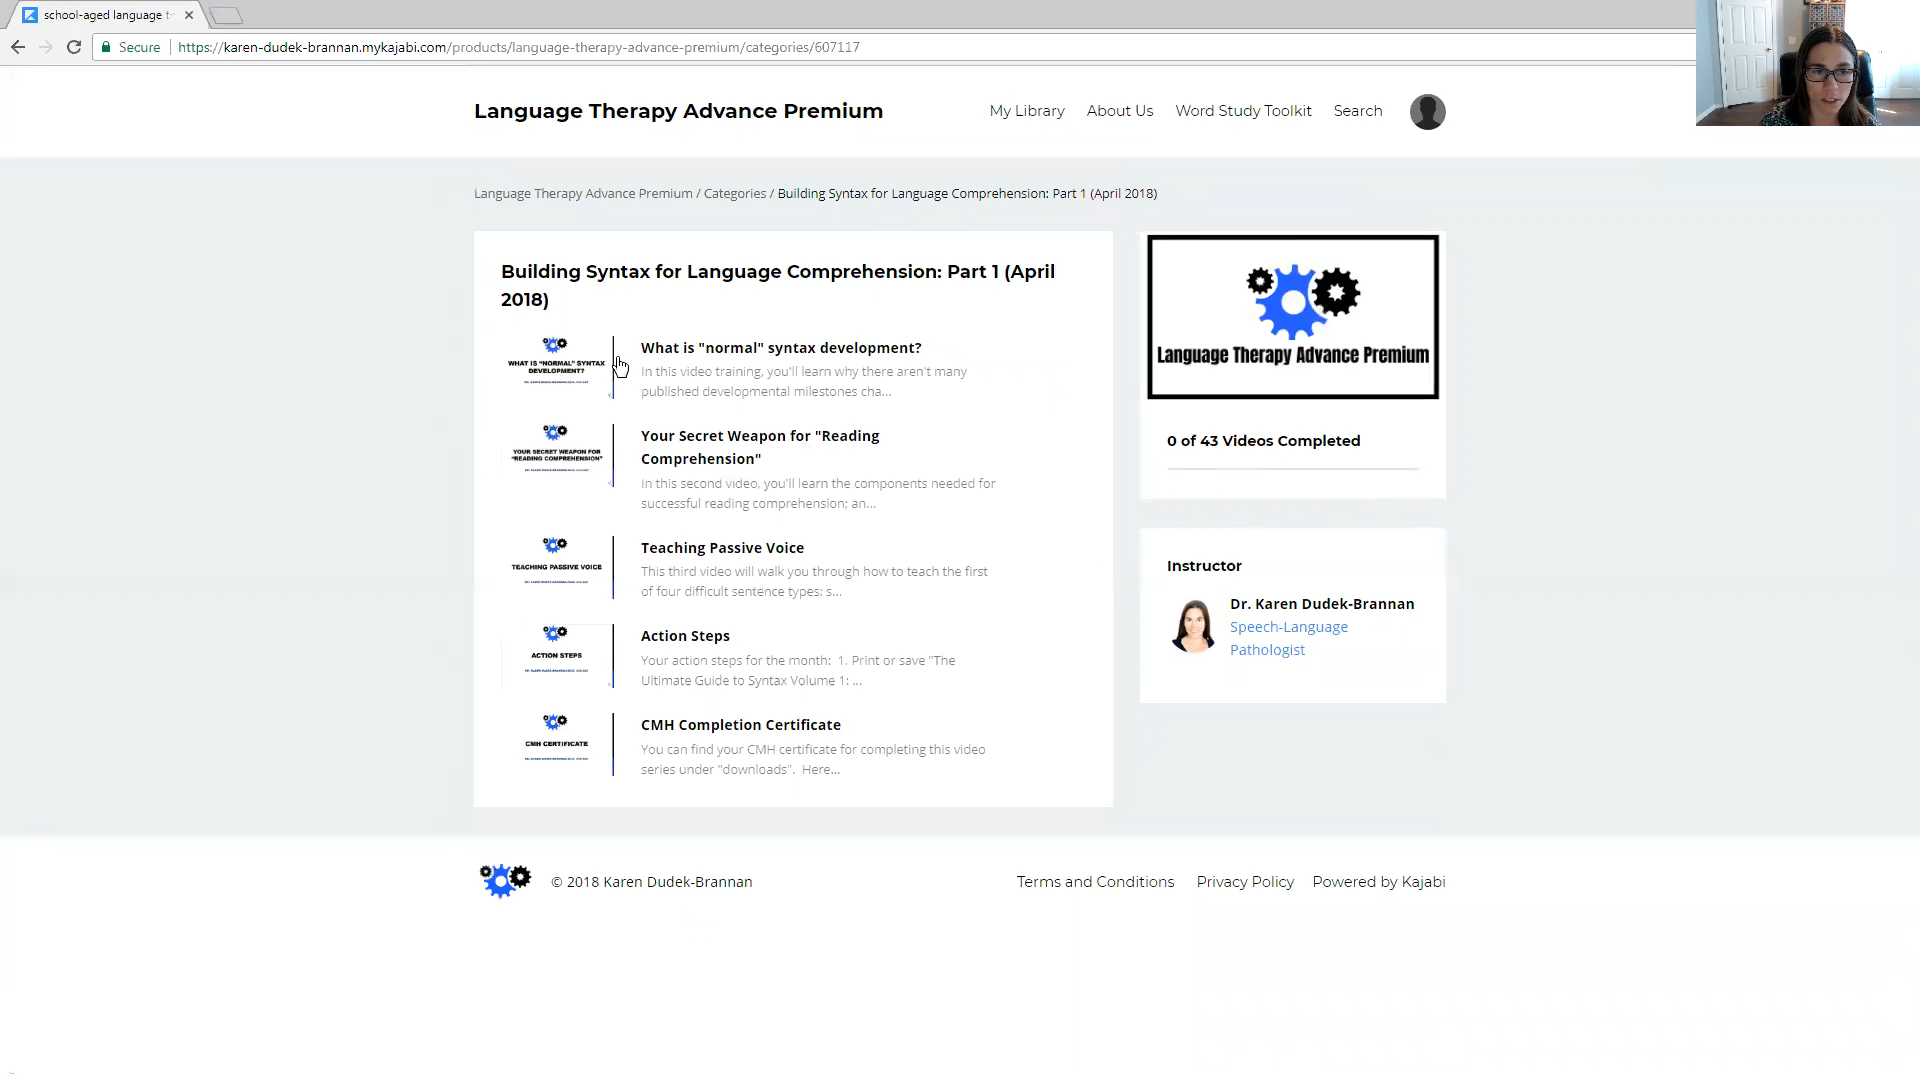 school-aged language t
Secure
https://karen-dudek-brannan.mykajabi.com/products/language-therapy-advance-premium/categories/607117
Language Therapy Advance Premium
My Library
About Us
Word Study Toolkit
Search
Language Therapy Advance Premium / Categories / Building Syntax for Language Comprehension: Part 1 (April 2018)
Building Syntax for Language Comprehension: Part 1 (April
2018)
WHAT IS "NORMAL" SYNTAX
DEVELOPMENT?
What is "normal" syntax development?
In this video training, you'll learn why there aren't many
published developmental milestones cha...
YOUR SECRET WEAPON FOR
"READING COMPREHENSION"
Your Secret Weapon for "Reading
Comprehension"
In this second video, you'll learn the components needed for
successful reading comprehension; an...
TEACHING PASSIVE VOICE
Teaching Passive Voice
This third video will walk you through how to teach the first
of four difficult sentence types: s...
ACTION STEPS
Action Steps
Your action steps for the month:  1. Print or save "The
Ultimate Guide to Syntax Volume 1: ...
CMH CERTIFICATE
CMH Completion Certificate
You can find your CMH certificate for completing this video
series under "downloads".  Here...
Language Therapy Advance Premium
0 of 43 Videos Completed
Instructor
Dr. Karen Dudek-Brannan
Speech-Language
Pathologist
© 2018 Karen Dudek-Brannan
Terms and Conditions
Privacy Policy
Powered by Kajabi